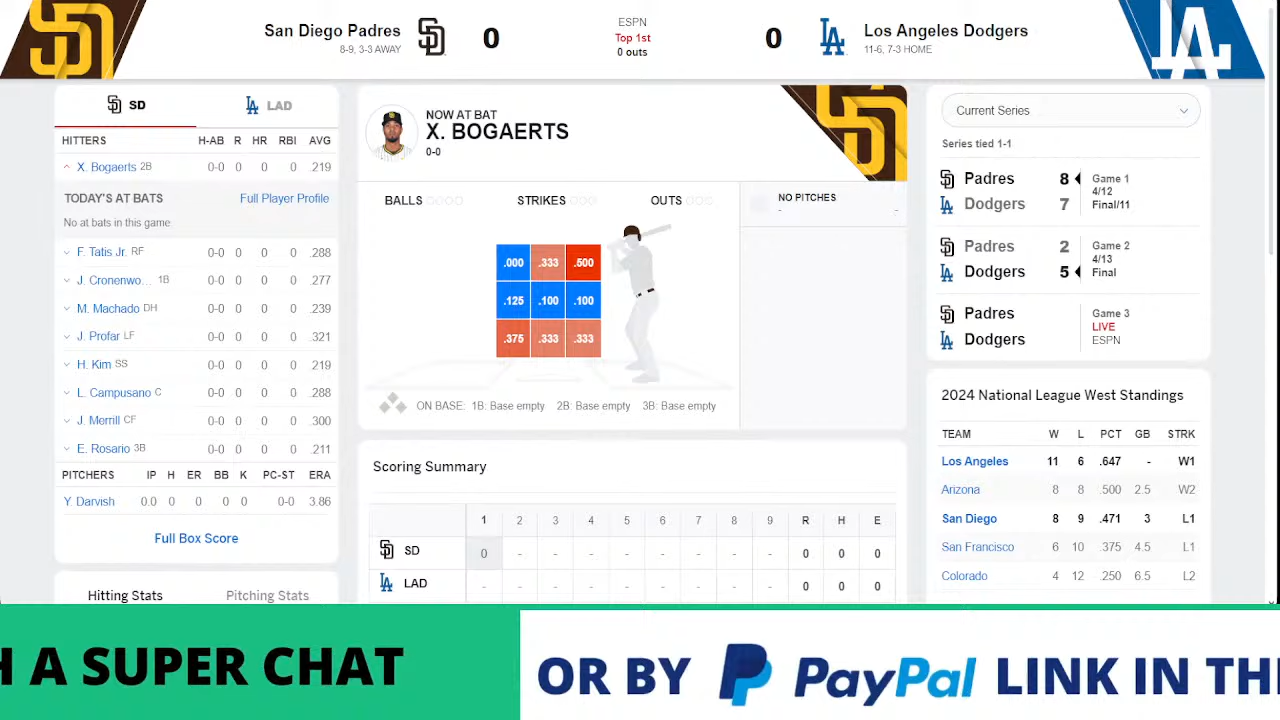 San Diego Padres
8-9, 3-3 AWAY
0
ESPN
Top 1st
0 outs
0
Los Angeles Dodgers
11-6, 7-3 HOME
SD
LAD
HITTERS H-AB R HR RBI AVG
X. Bogaerts 2B 0-0 0 0 0 .219
TODAY'S AT BATS Full Player Profile
No at bats in this game
F. Tatis Jr. RF 0-0 0 0 0 .288
J. Cronenwo... 1B 0-0 0 0 0 .277
M. Machado DH 0-0 0 0 0 .239
J. Profar LF 0-0 0 0 0 .321
H. Kim SS 0-0 0 0 0 .219
L. Campusano C 0-0 0 0 0 .288
J. Merrill CF 0-0 0 0 0 .300
E. Rosario 3B 0-0 0 0 0 .211
PITCHERS IP H ER BB K PC-ST ERA
Y. Darvish 0.0 0 0 0 0 0-0 3.86
Full Box Score
Hitting Stats Pitching Stats
NOW AT BAT
X. BOGAERTS
0-0
BALLS STRIKES OUTS
NO PITCHES
- -
.000 .333 .500
.125 .100 .100
.375 .333 .333
ON BASE: 1B: Base empty 2B: Base empty 3B: Base empty
Scoring Summary
1 2 3 4 5 6 7 8 9 R H E
SD 0 - - - - - - - - 0 0 0
LAD - - - - - - - - - 0 0 0
Current Series
Series tied 1-1
Padres 8 Game 1
4/12
Dodgers 7 Final/11
Padres 2 Game 2
4/13
Dodgers 5 Final
Padres Game 3
LIVE
Dodgers ESPN
2024 National League West Standings
TEAM W L PCT GB STRK
Los Angeles 11 6 .647 - W1
Arizona 8 8 .500 2.5 W2
San Diego 8 9 .471 3 L1
San Francisco 6 10 .375 4.5 L1
Colorado 4 12 .250 6.5 L2
H A SUPER CHAT OR BY PayPal LINK IN TH